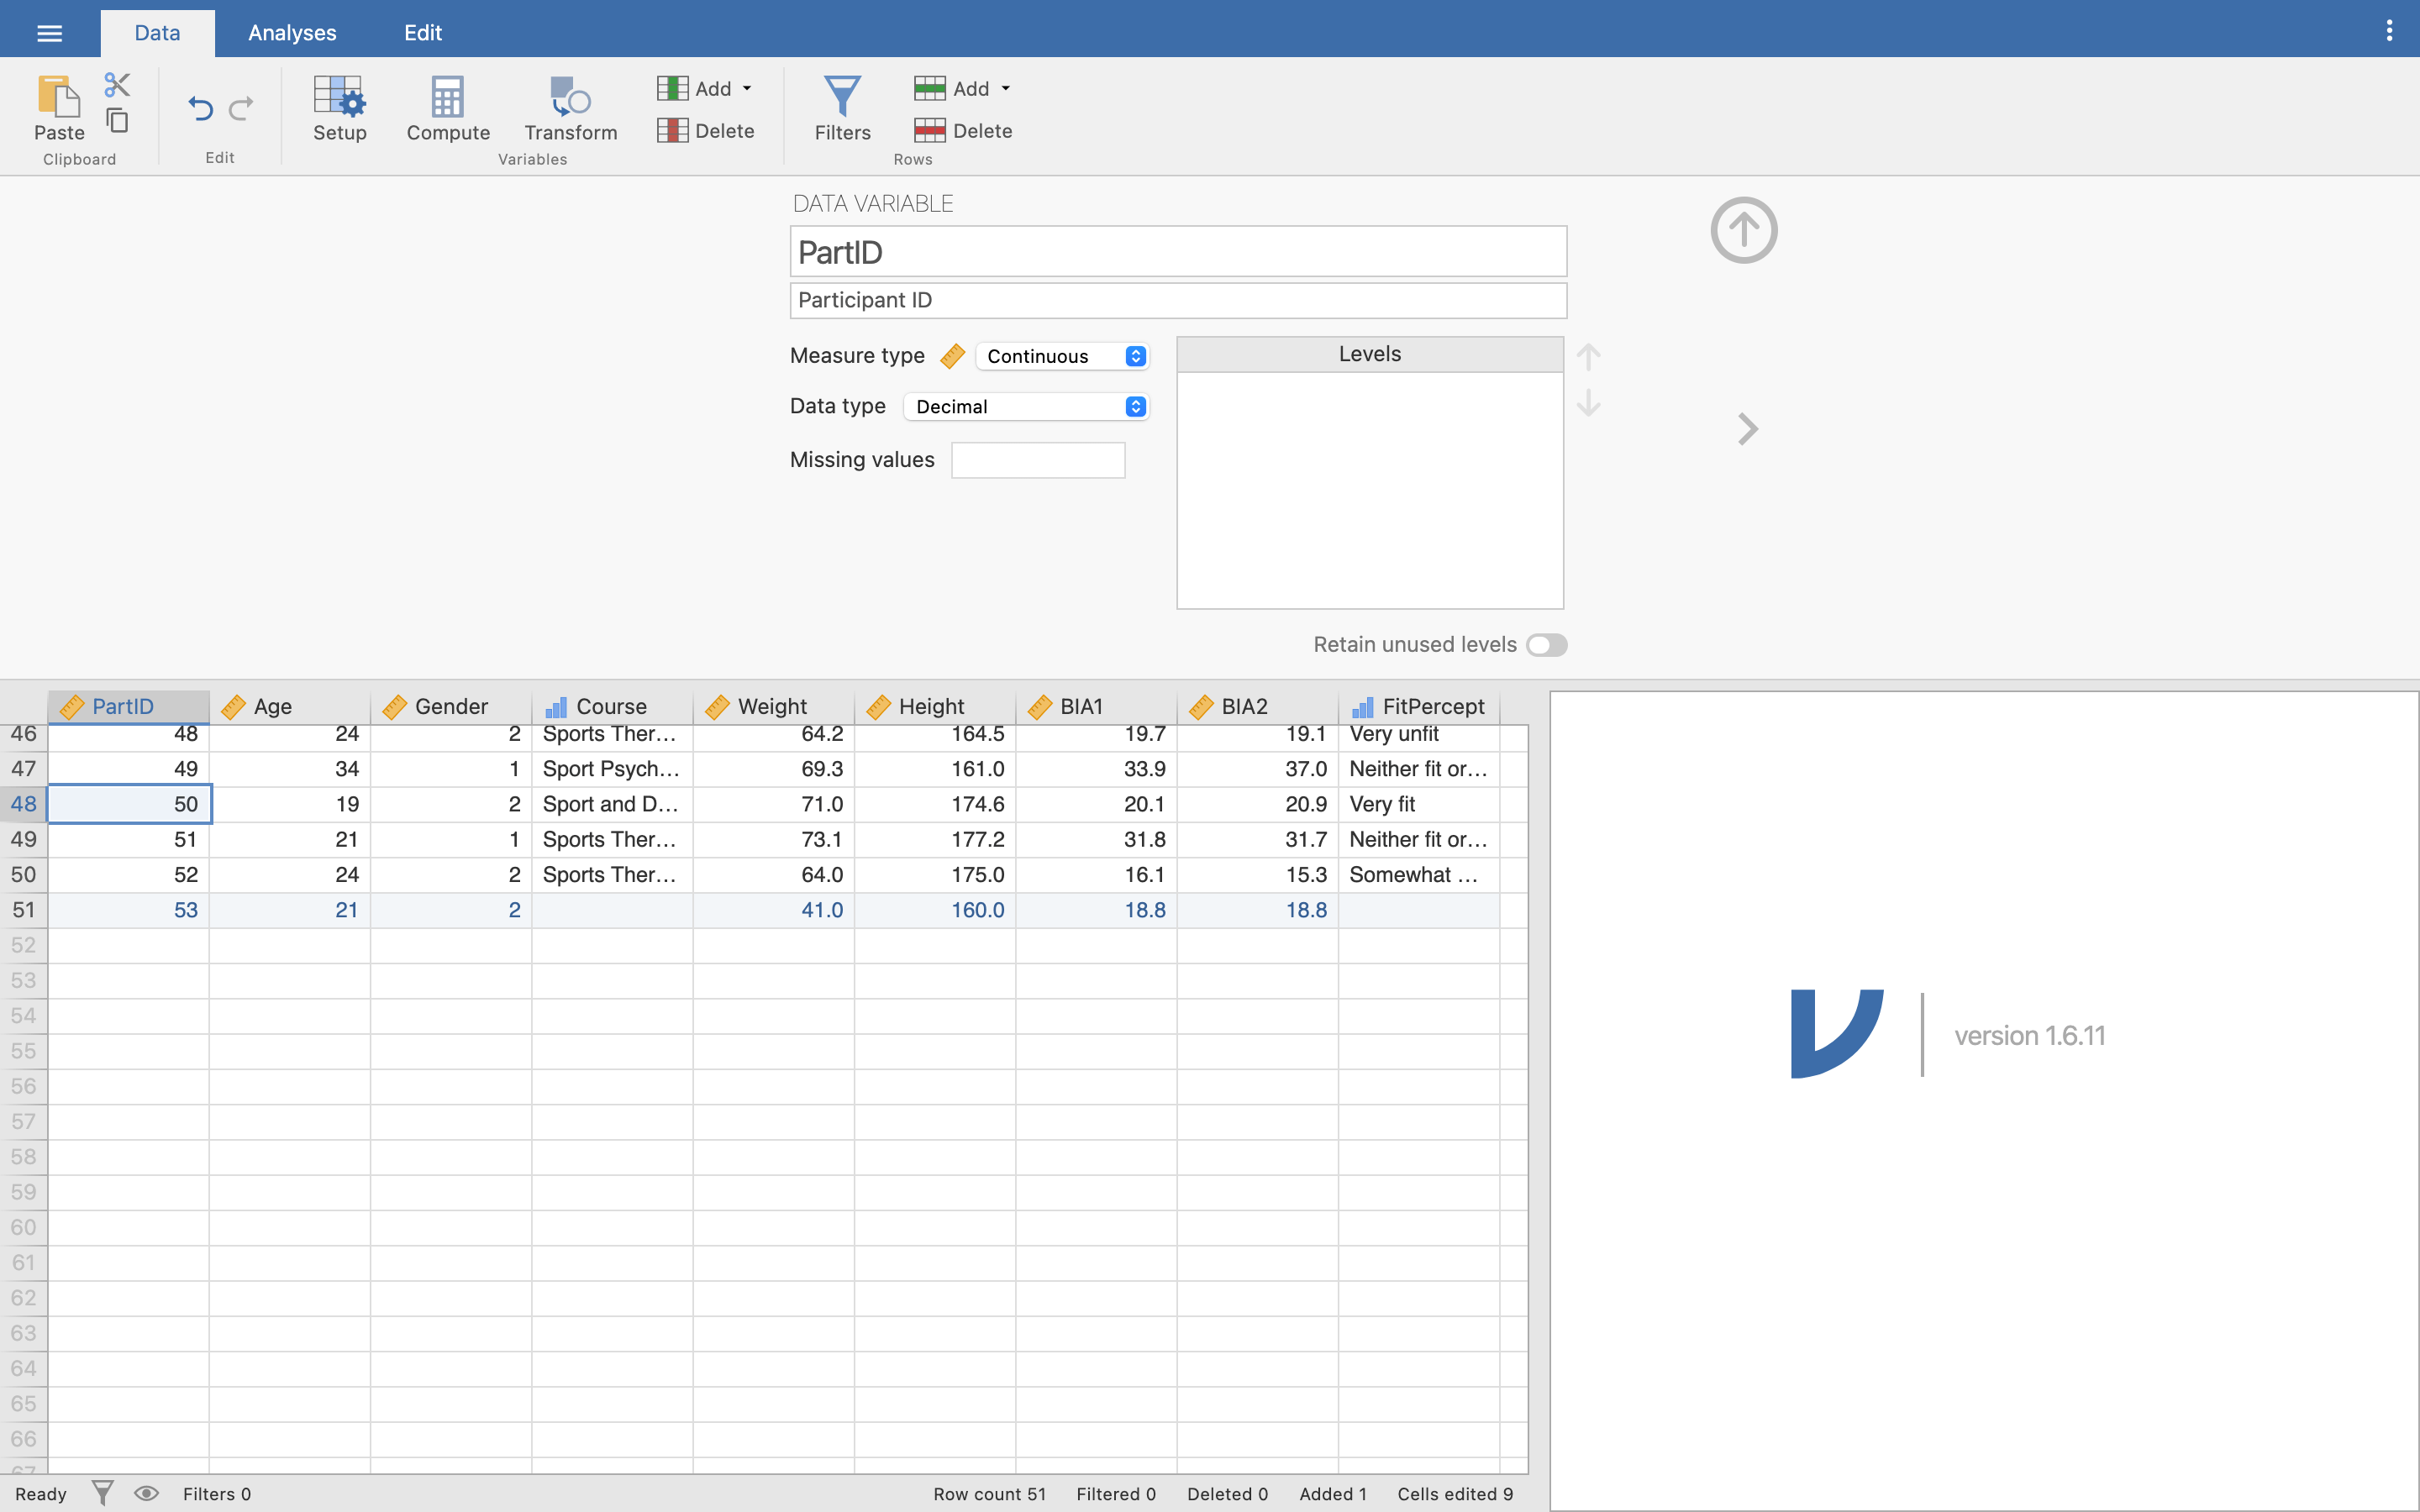 Data Analyses Edit
Paste
Clipboard
Edit
Setup Compute Transform Add Delete
Variables
Filters Add Delete
Rows
DATA VARIABLE
PartID
Participant ID
Measure type Continuous
Data type Decimal
Missing values
Levels
Retain unused levels
PartID Age Gender Course Weight Height BIA1 BIA2 FitPercept
46 48 24 2 Sports Ther... 64.2 164.5 19.7 19.1 Very unfit
47 49 34 1 Sport Psych... 69.3 161.0 33.9 37.0 Neither fit or...
48 50 19 2 Sport and D... 71.0 174.6 20.1 20.9 Very fit
49 51 21 1 Sports Ther... 73.1 177.2 31.8 31.7 Neither fit or...
50 52 24 2 Sports Ther... 64.0 175.0 16.1 15.3 Somewhat ...
51 53 21 2 41.0 160.0 18.8 18.8
52
53
54
55
56
57
58
59
60
61
62
63
64
65
66
67
version 1.6.11
Ready Filters 0 Row count 51 Filtered 0 Deleted 0 Added 1 Cells edited 9